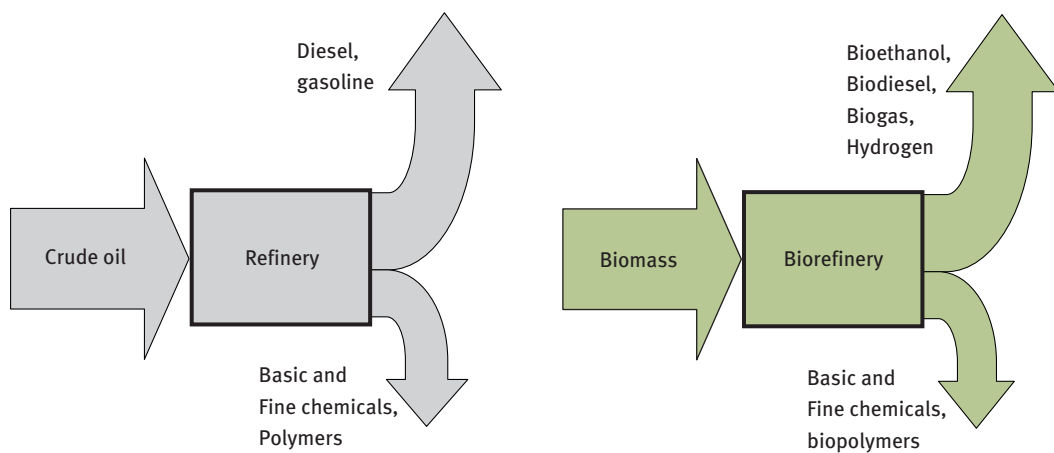 Diesel,
gasoline
Crude oil
Refinery
Basic and
Fine chemicals,
Polymers
Bioethanol,
Biodiesel,
Biogas,
Hydrogen
Biomass
Biorefinery
Basic and
Fine chemicals,
biopolymers